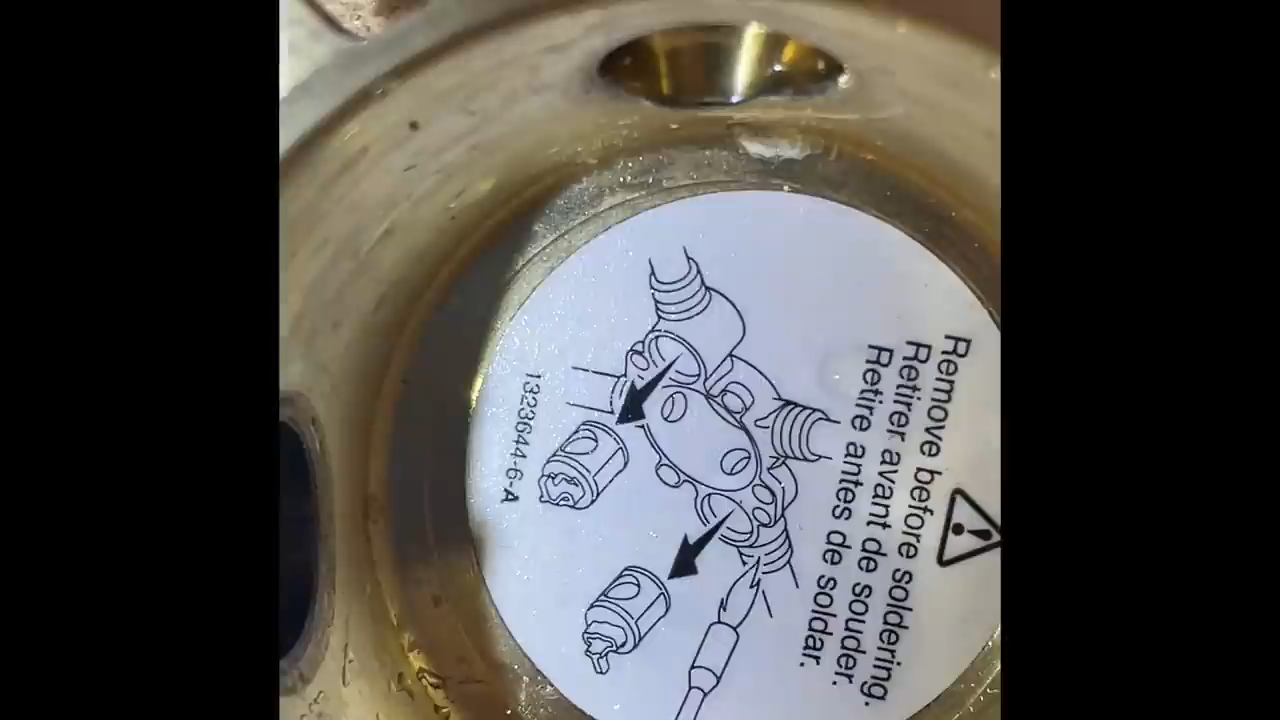 Remove before soldering.
Retirer avant de souder.
Retire antes de soldar.
1323644-6-A